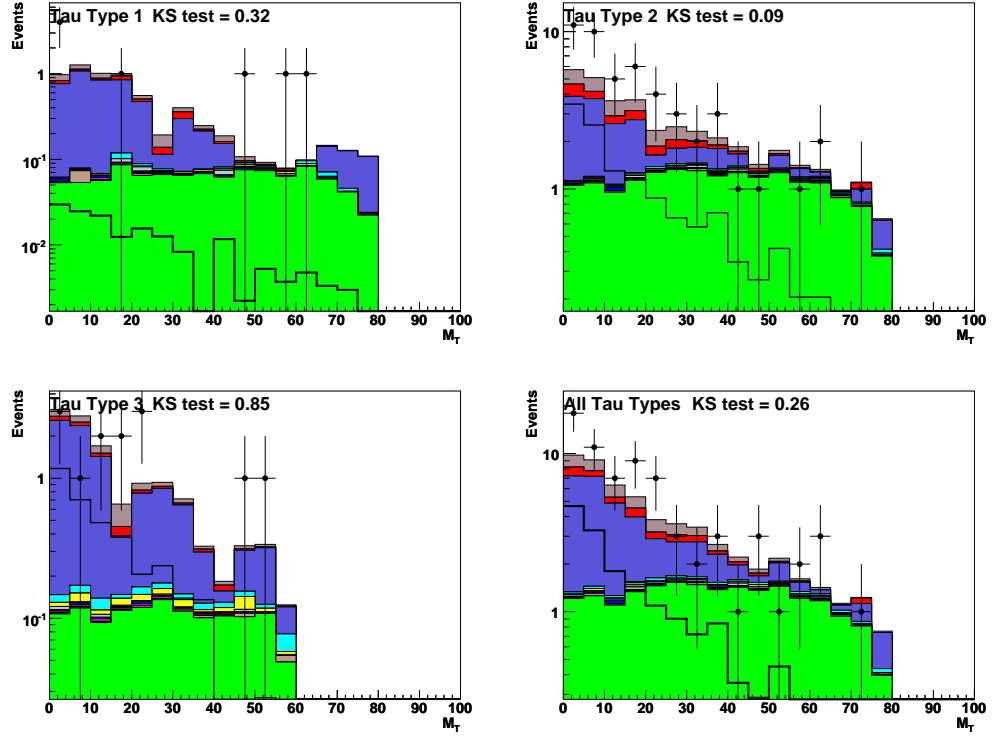 Tau Type 1 KS test = 0.32
Events
1
10-1
10-2
0 10 20 30 40 50 60 70 80 90 100
MT
Tau Type 2 KS test = 0.09
Events
10
1
0 10 20 30 40 50 60 70 80 90 100
MT
Tau Type 3 KS test = 0.85
Events
1
10-1
0 10 20 30 40 50 60 70 80 90 100
MT
All Tau Types KS test = 0.26
Events
10
1
0 10 20 30 40 50 60 70 80 90 100
MT